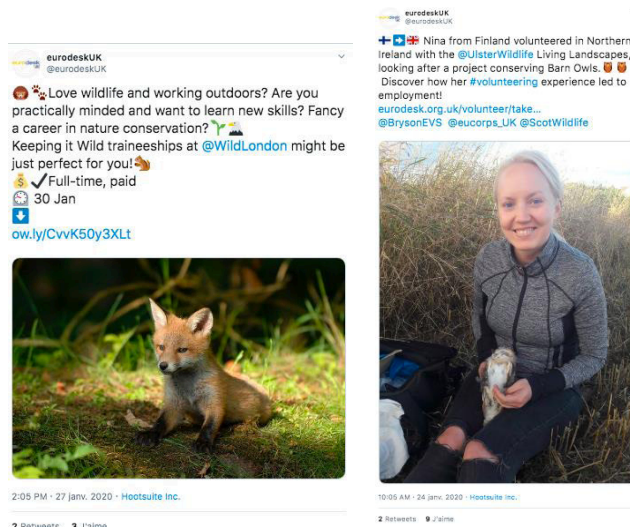 eurodeskUK
@eurodeskUK
Love wildlife and working outdoors? Are you
practically minded and want to learn new skills? Fancy
a career in nature conservation?
Keeping it Wild traineeships at @WildLondon might be
just perfect for you!
Full-time, paid
30 Jan
ow.ly/CvvK50y3XLt
2:05 PM · 27 janv. 2020 · Hootsuite Inc.
2 Retweets 3 J'aime
eurodeskUK
@eurodeskUK
Nina from Finland volunteered in Northern
Ireland with the @UlsterWildlife Living Landscapes,
looking after a project conserving Barn Owls.
Discover how her #volunteering experience led to
employment!
eurodesk.org.uk/volunteer/take...
@BrysonEVS @eucorps_UK @ScotWildlife
10:05 AM · 24 janv. 2020 · Hootsuite Inc.
2 Retweets 9 J'aime